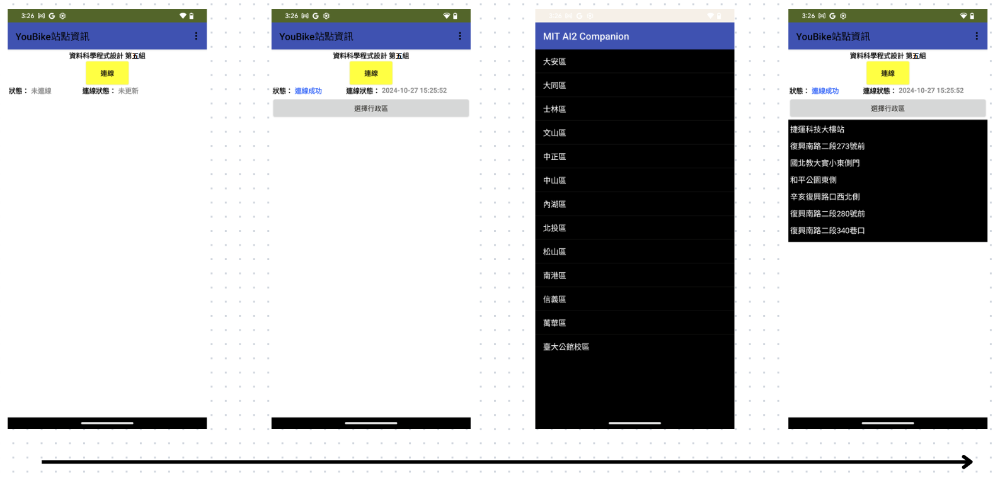 3:26
YouBike站點資訊
資料科學程式設計 第五組
連線
狀態： 未連線 連線狀態： 未更新
3:26
YouBike站點資訊
資料科學程式設計 第五組
連線
狀態： 連線成功 連線狀態： 2024-10-27 15:25:52
選擇行政區
3:26
MIT AI2 Companion
大安區
大同區
士林區
文山區
中正區
中山區
內湖區
北投區
松山區
南港區
信義區
萬華區
臺大公館校區
3:26
YouBike站點資訊
資料科學程式設計 第五組
連線
狀態： 連線成功 連線狀態： 2024-10-27 15:25:52
選擇行政區
捷運科技大樓站
復興南路二段273號前
國北教大實小東側門
和平公園東側
辛亥復興路口西北側
復興南路二段280號前
復興南路二段340巷口